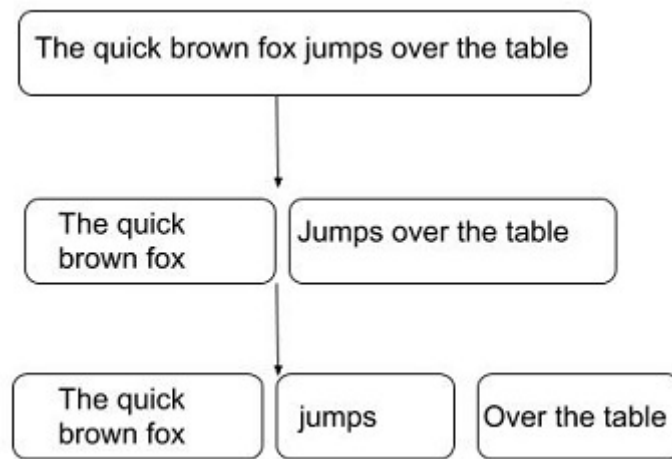 The quick brown fox jumps over the table
The quick
brown fox
Jumps over the table
The quick
brown fox
jumps
Over the table